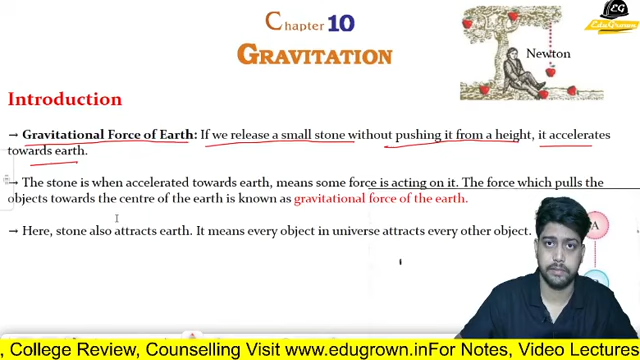 EG
EduGrown
Chapter 10
GRAVITATION
Newton
Introduction
→ Gravitational Force of Earth: If we release a small stone without pushing it from a height, it accelerates
towards earth.
→ The stone is when accelerated towards earth, means some force is acting on it. The force which pulls the
objects towards the centre of the earth is known as gravitational force of the earth.
→ Here, stone also attracts earth. It means every object in universe attracts every other object.
A
, College Review, Counselling Visit www.edugrown.inFor Notes, Video Lectures